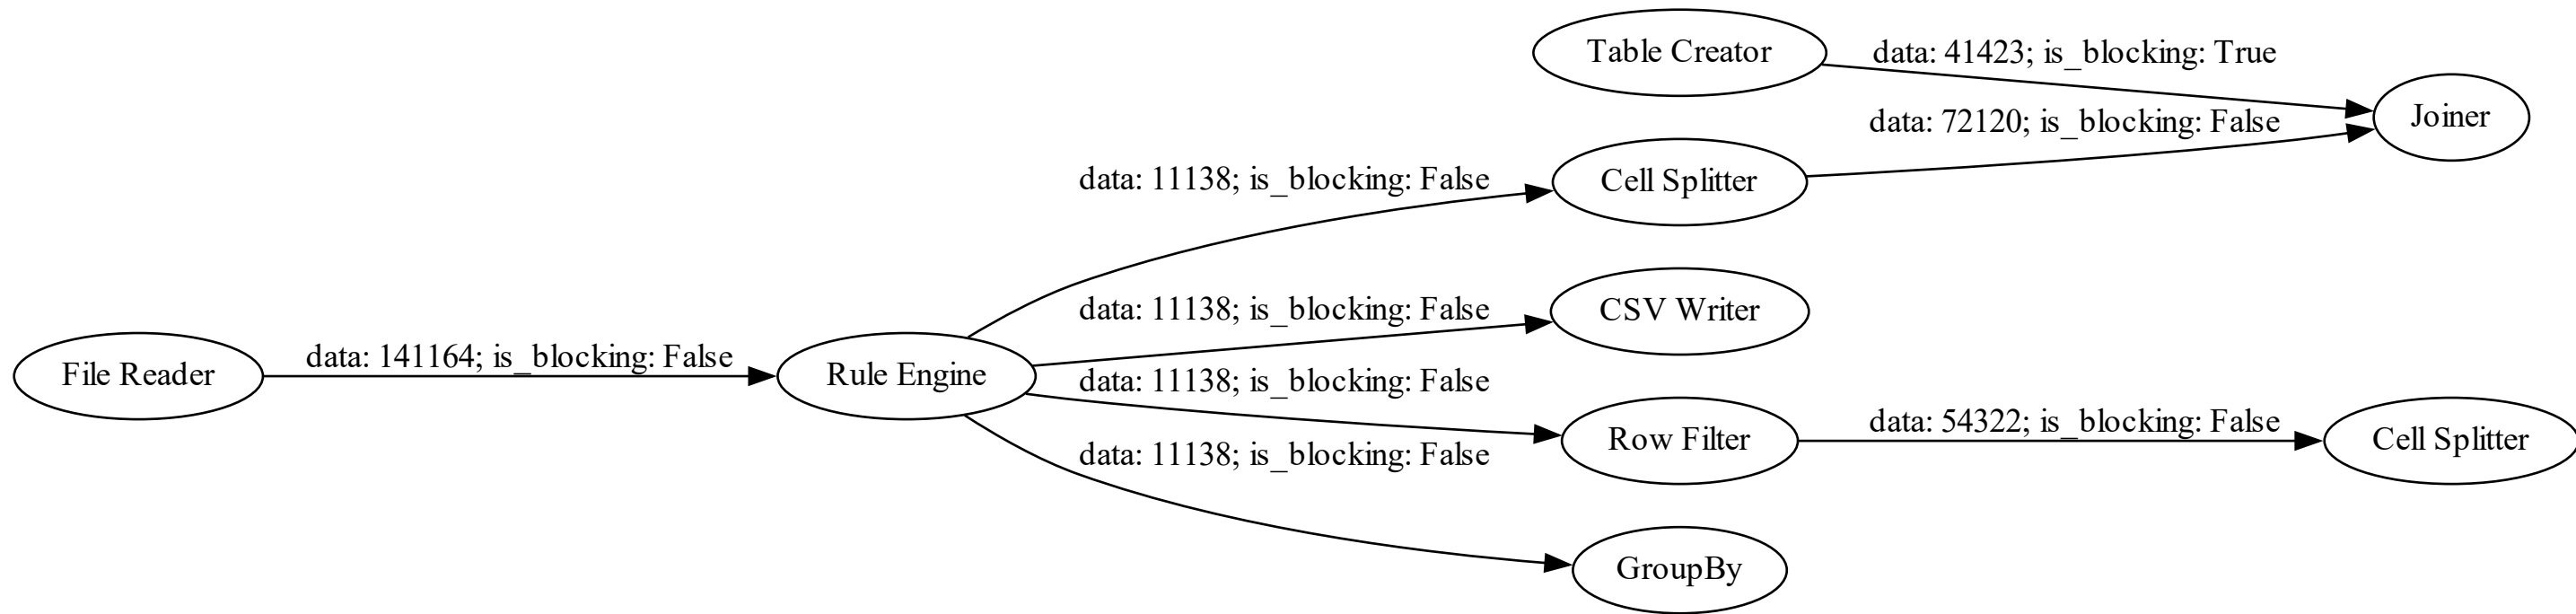 Table Creator
data: 41423; is_blocking: True
Joiner
data: 72120; is_blocking: False
data: 11138; is_blocking: False
Cell Splitter
data: 11138; is_blocking: False
CSV Writer
File Reader
data: 141164; is_blocking: False
Rule Engine
data: 11138; is_blocking: False
Row Filter
data: 54322; is_blocking: False
Cell Splitter
data: 11138; is_blocking: False
GroupBy